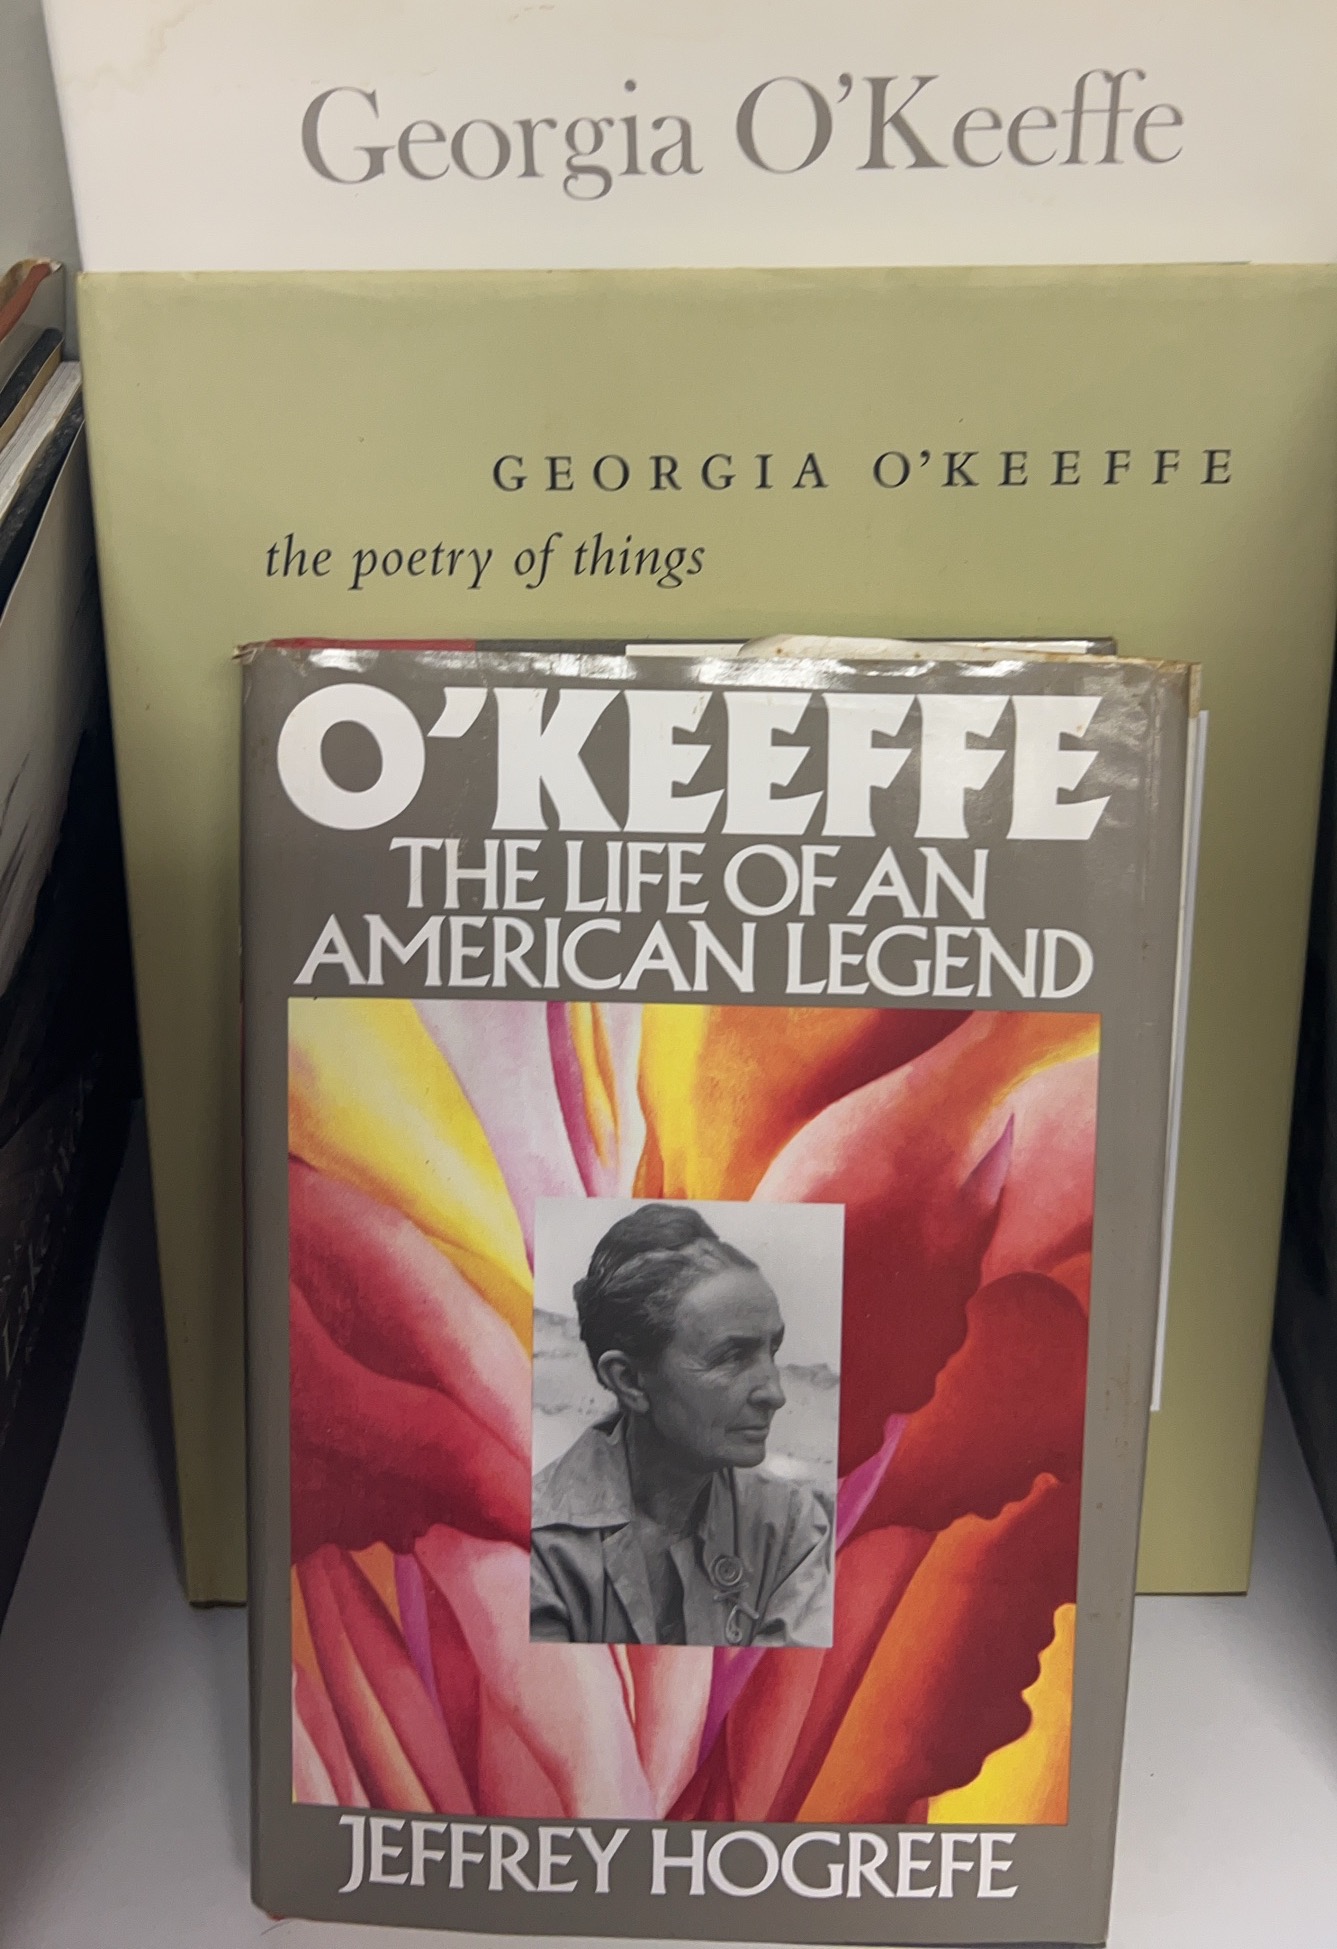 Georgia O'Keeffe
GEORGIA O'KEEFFE
the poetry of things
O'KEEFFE
THE LIFE OF AN
AMERICAN LEGEND
JEFFREY HOGREFE